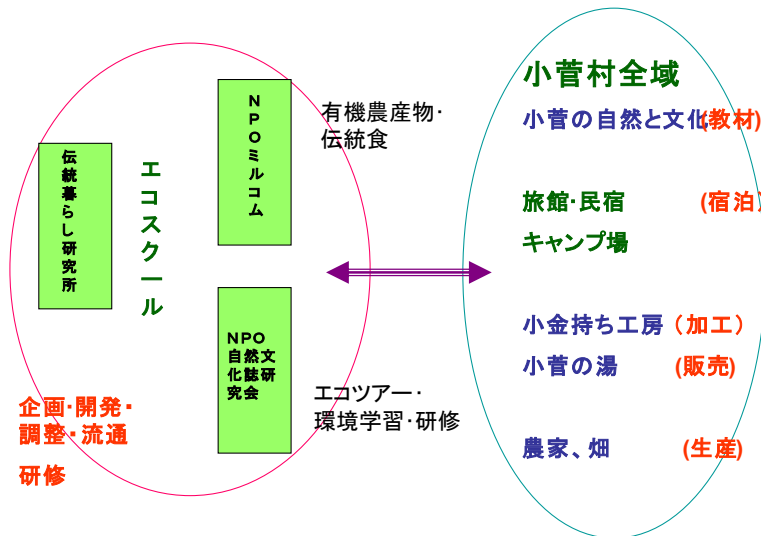 伝統暮らし研究所
エコスクール
NPOミルコム
NPO
自然文
化誌研
究会
企画・開発・
調整・流通
研修
有機農産物・
伝統食
エコツアー・
環境学習・研修
小菅村全域
小菅の自然と文化(教材)
旅館・民宿 (宿泊)
キャンプ場
小金持ち工房（加工）
小菅の湯 (販売)
農家、畑 (生産)